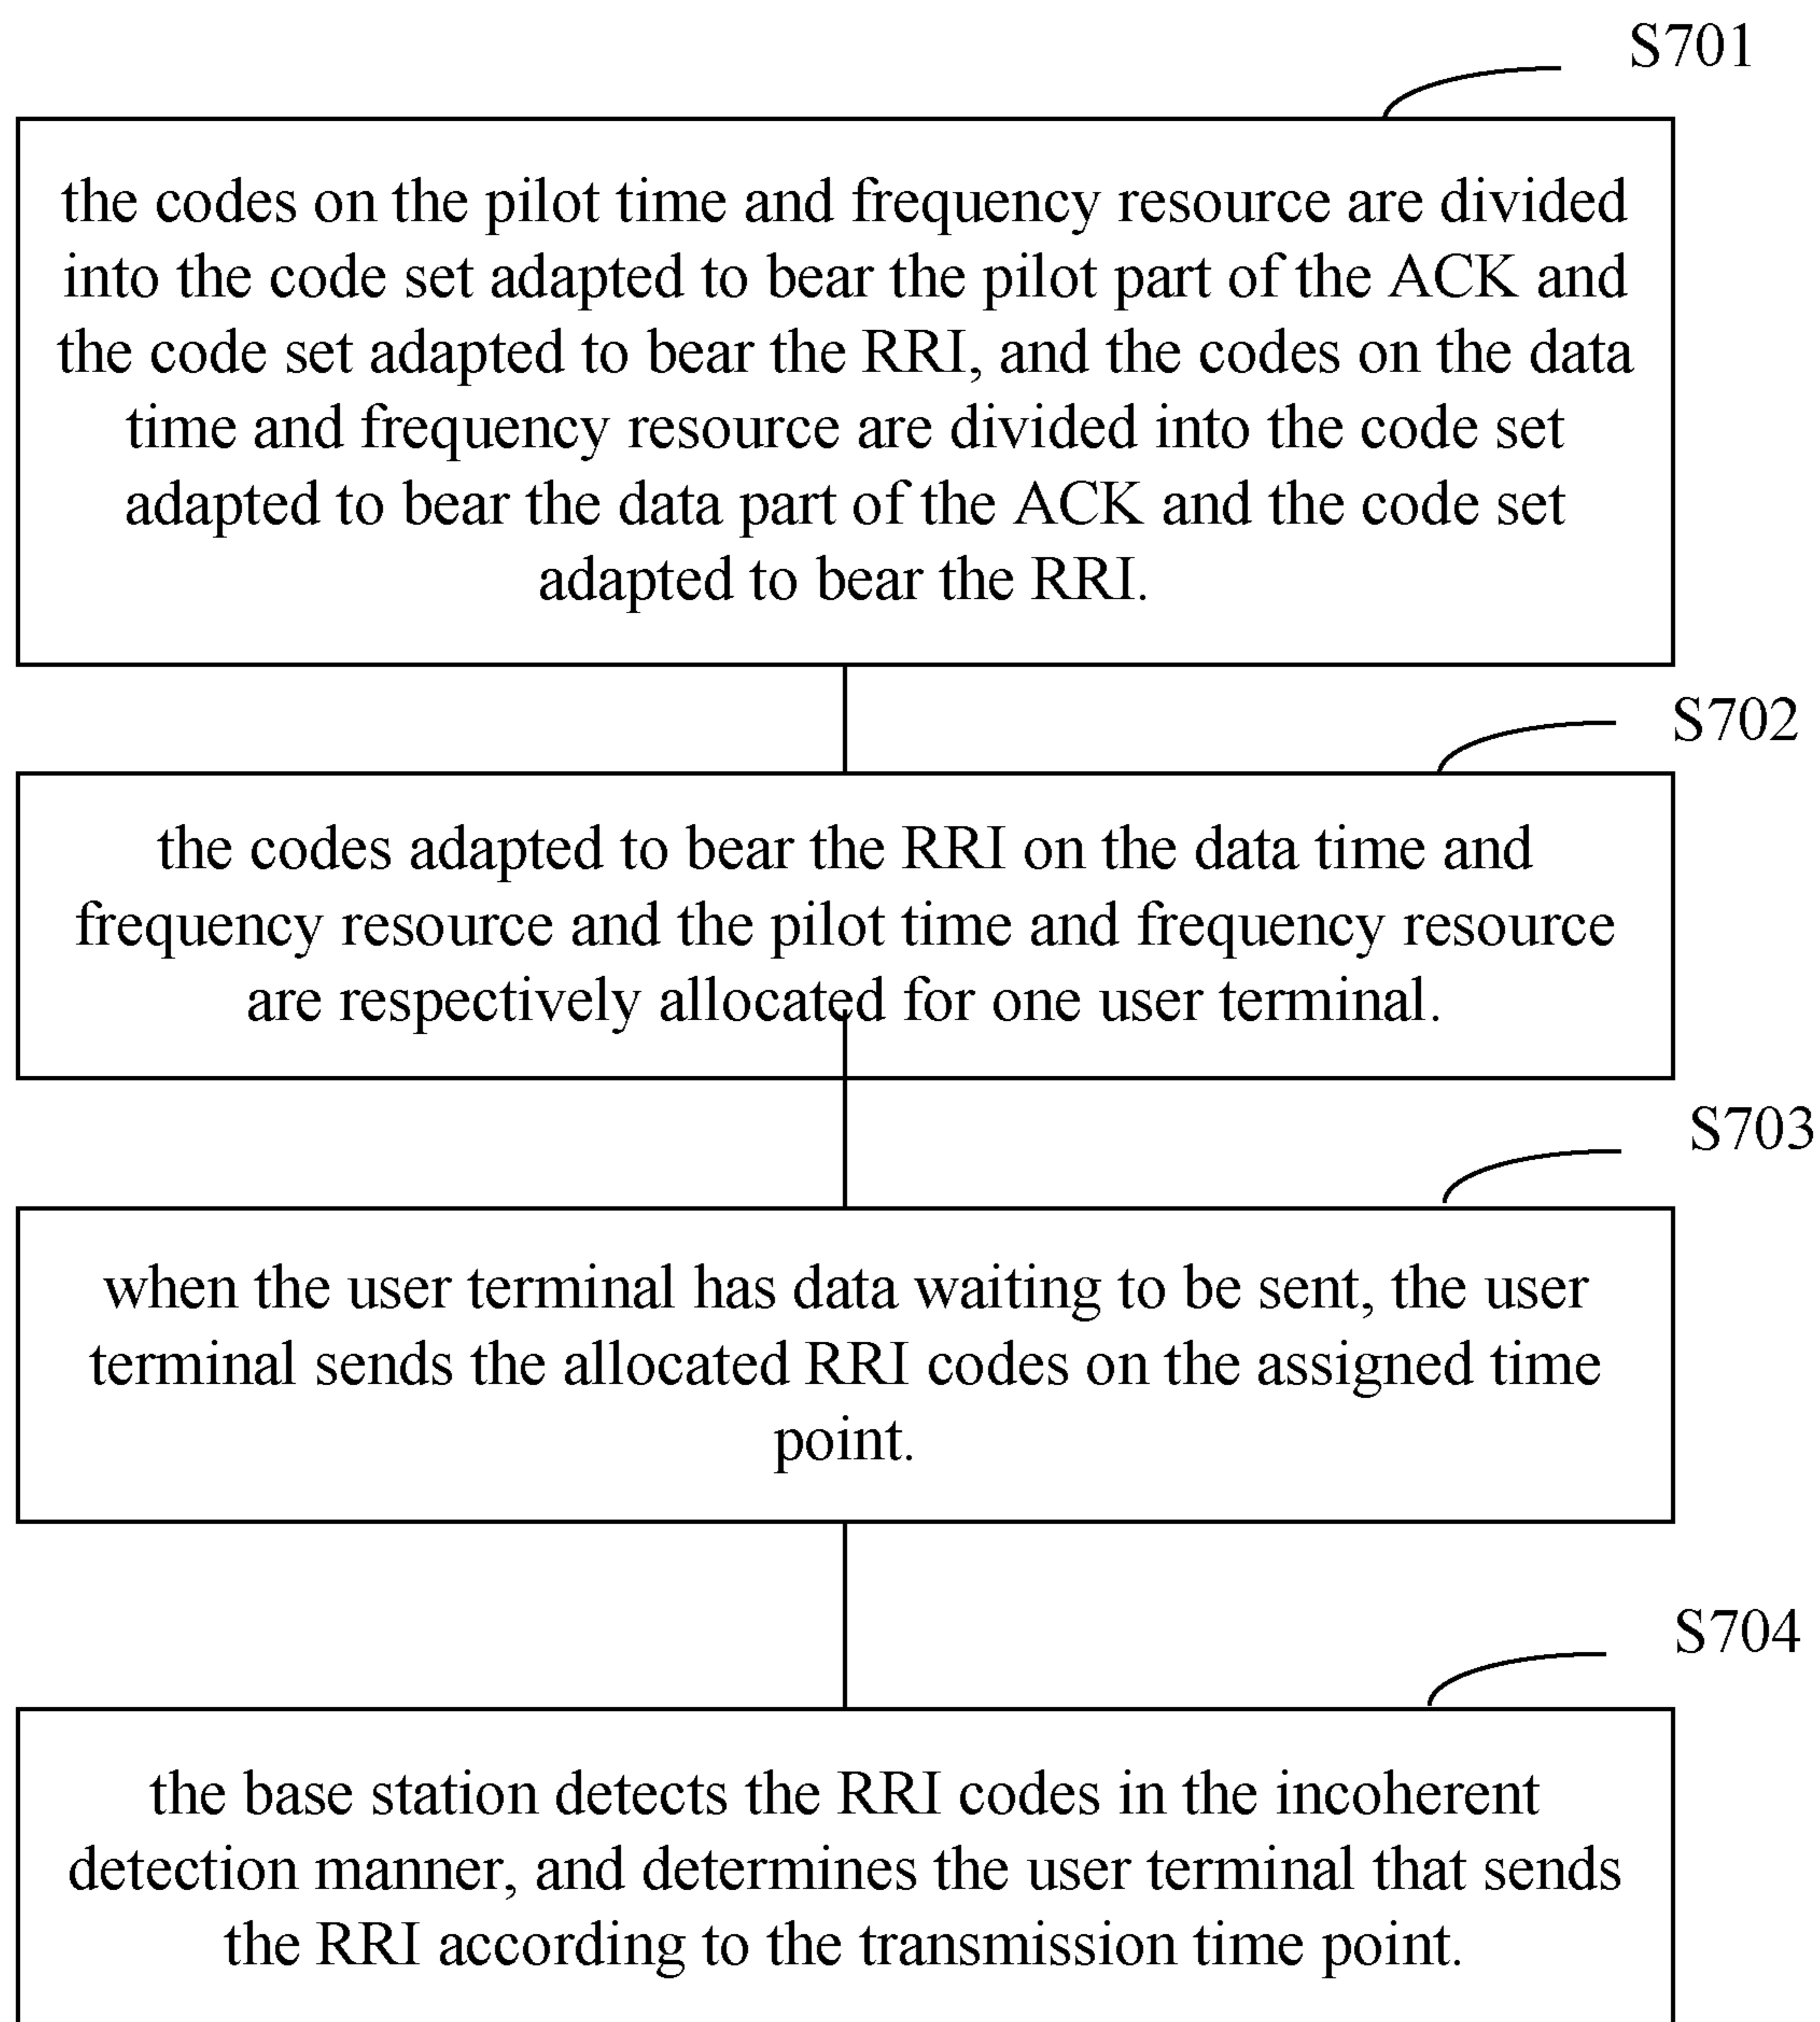 S701
the codes on the pilot time and frequency resource are divided
into the code set adapted to bear the pilot part of the ACK and
the code set adapted to bear the RRI, and the codes on the data
time and frequency resource are divided into the code set
adapted to bear the data part of the ACK and the code set
adapted to bear the RRI.
S702
the codes adapted to bear the RRI on the data time and
frequency resource and the pilot time and frequency resource
are respectively allocated for one user terminal.
S703
when the user terminal has data waiting to be sent, the user
terminal sends the allocated RRI codes on the assigned time
point.
S704
the base station detects the RRI codes in the incoherent
detection manner, and determines the user terminal that sends
the RRI according to the transmission time point.